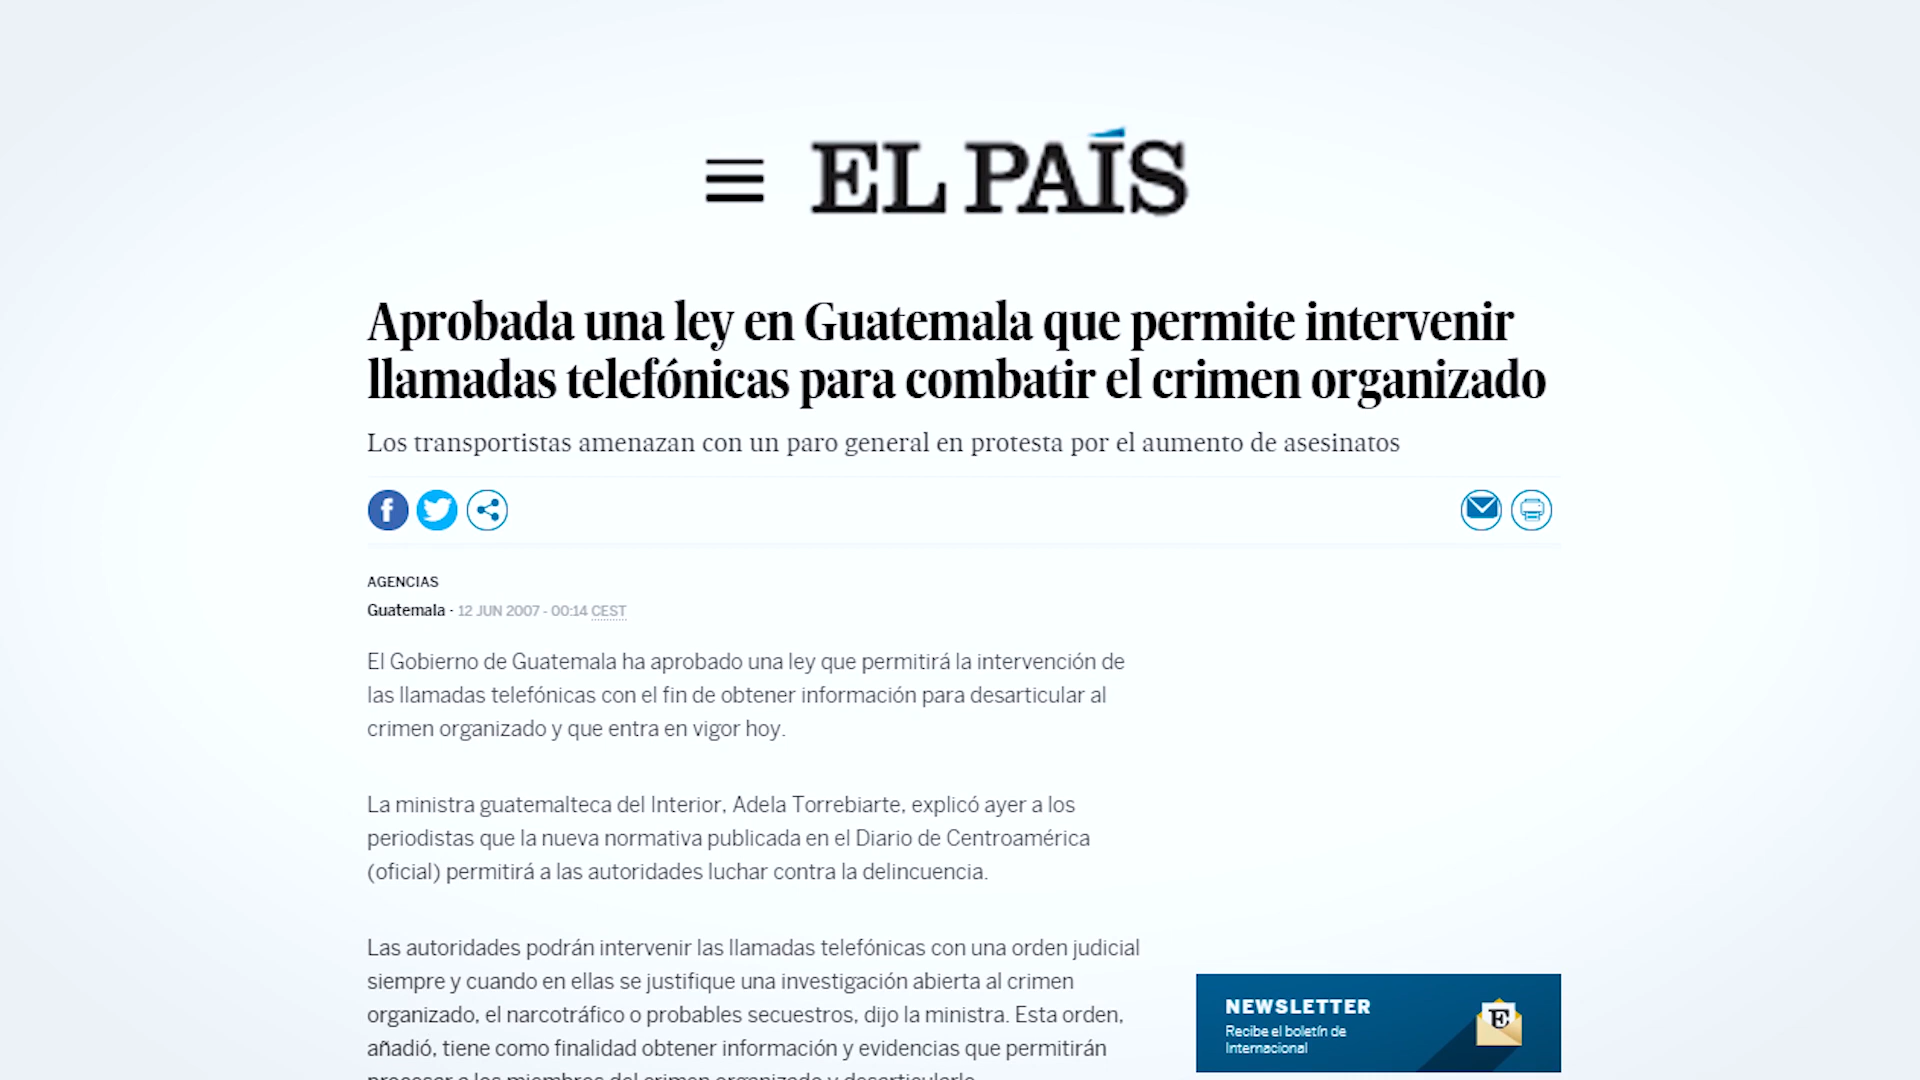 EL PAÍS
Aprobada una ley en Guatemala que permite intervenir
llamadas telefónicas para combatir el crimen organizado
Los transportistas amenazan con un paro general en protesta por el aumento de asesinatos
AGENCIAS
Guatemala · 12 JUN 2007 - 00:14 CEST
El Gobierno de Guatemala ha aprobado una ley que permitirá la intervención de
las llamadas telefónicas con el fin de obtener información para desarticular al
crimen organizado y que entra en vigor hoy.
La ministra guatemalteca del Interior, Adela Torrebiarte, explicó ayer a los
periodistas que la nueva normativa publicada en el Diario de Centroamérica
(oficial) permitirá a las autoridades luchar contra la delincuencia.
Las autoridades podrán intervenir las llamadas telefónicas con una orden judicial
siempre y cuando en ellas se justifique una investigación abierta al crimen
organizado, el narcotráfico o probables secuestros, dijo la ministra. Esta orden,
añadió, tiene como finalidad obtener información y evidencias que permitirán
procesar a los miembros del crimen organizado y desarticularlo.
NEWSLETTER
Recibe el boletín de
Internacional